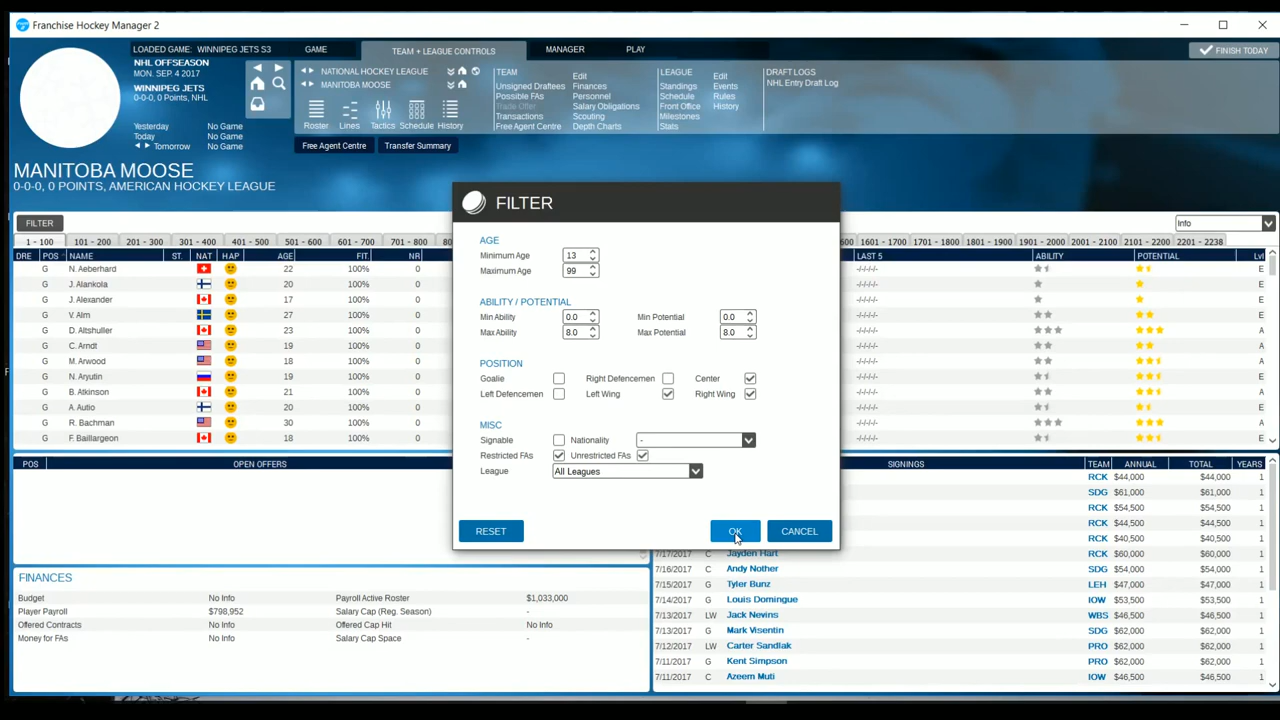 Franchise Hockey Manager 2
LOADED GAME: WINNIPEG JETS S3 GAME TEAM + LEAGUE CONTROLS MANAGER PLAY FINISH TODAY
NHL OFFSEASON
MON. SEP. 4 2017
WINNIPEG JETS
0-0-0, 0 Points, NHL
Yesterday No Game
Today No Game
Tomorrow No Game
NATIONAL HOCKEY LEAGUE
MANITOBA MOOSE
Roster Lines Tactics Schedule History
TEAM
Unsigned Draftees
Possible FAs
Trade Offer
Transactions
Free Agent Centre
Edit
Finances
Personnel
Salary Obligations
Scouting
Depth Charts
LEAGUE
Standings
Schedule
Front Office
Milestones
Stats
Edit
Events
Rules
History
DRAFT LOGS
NHL Entry Draft Log
Free Agent Centre Transfer Summary
MANITOBA MOOSE
0-0-0, 0 POINTS, AMERICAN HOCKEY LEAGUE
FILTER Info
1 - 100 101 - 200 201 - 300 301 - 400 401 - 500 501 - 600 601 - 700 701 - 800 600 1601 - 1700 1701 - 1800 1801 - 1900 1901 - 2000 2001 - 2100 2101 - 2200 2201 - 2238
DRE POS NAME ST. NAT HAP AGE FIT. NR LAST 5 ABILITY POTENTIAL Lvl
G N. Aeberhard 22 100% 0 -/-/-/-/- E
G J. Alankola 20 100% 0 -/-/-/-/- E
G J. Alexander 17 100% 0 -/-/-/-/- E
G V. Alm 27 100% 0 -/-/-/-/- E
G D. Altshuller 23 100% 0 -/-/-/-/- A
G C. Arndt 19 100% 0 -/-/-/-/- A
G M. Arwood 18 100% 0 -/-/-/-/- A
G N. Aryutin 19 100% 0 -/-/-/-/- E
G B. Atkinson 21 100% 0 -/-/-/-/- A
G A. Autio 20 100% 0 -/-/-/-/- E
G R. Bachman 30 100% 0 -/-/-/-/- A
G F. Baillargeon 18 100% 0 -/-/-/-/- E
FILTER
AGE
Minimum Age 13
Maximum Age 99
ABILITY / POTENTIAL
Min Ability 0.0 Min Potential 0.0
Max Ability 8.0 Max Potential 8.0
POSITION
Goalie Right Defencemen Center
Left Defencemen Left Wing Right Wing
MISC
Signable Nationality -
Restricted FAs Unrestricted FAs
League All Leagues
RESET OK CANCEL
POS OPEN OFFERS
SIGNINGS TEAM ANNUAL TOTAL YEARS
RCK $44,000 $44,000 1
SDG $61,000 $61,000 1
RCK $54,500 $54,500 1
RCK $44,500 $44,500 1
RCK $44,000 $44,000 1
7/17/2017 C Jayden Hart RCK $60,000 $60,000 1
7/16/2017 C Andy Nother SDG $54,000 $54,000 1
7/15/2017 G Tyler Bunz LEH $47,000 $47,000 1
7/14/2017 G Louis Domingue IOW $53,500 $53,500 1
7/13/2017 LW Jack Nevins WBS $46,500 $46,500 1
7/13/2017 G Mark Visentin SDG $62,000 $62,000 1
7/12/2017 LW Carter Sandlak PRO $62,000 $62,000 1
7/11/2017 G Kent Simpson PRO $62,000 $62,000 1
7/11/2017 C Azeem Muti IOW $46,500 $46,500 1
FINANCES
Budget No Info Payroll Active Roster $1,033,000
Player Payroll $798,952 Salary Cap (Reg. Season) -
Offered Contracts No Info Offered Cap Hit No Info
Money for FAs No Info Salary Cap Space -